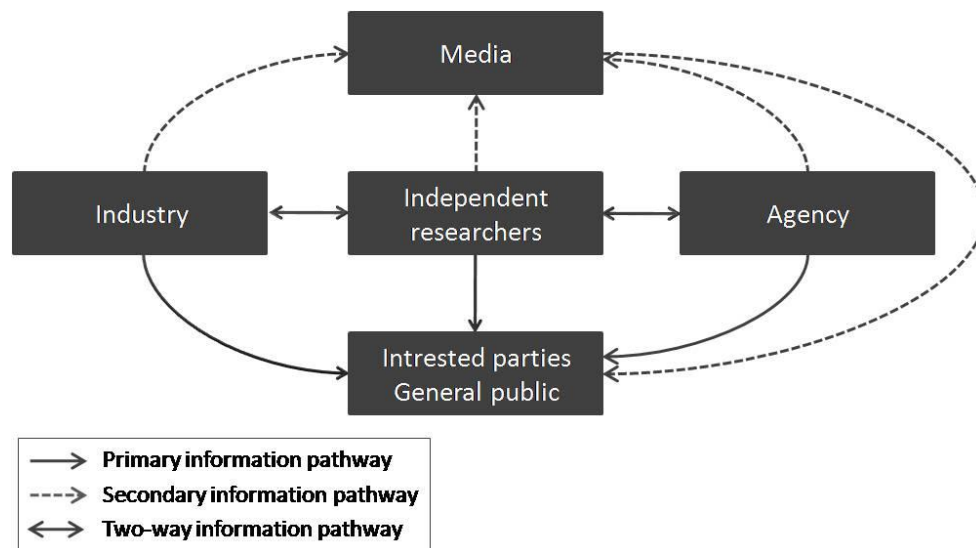 Media
Industry
Independent
researchers
Agency
Intrested parties
General public
Primary information pathway
Secondary information pathway
Two-way information pathway